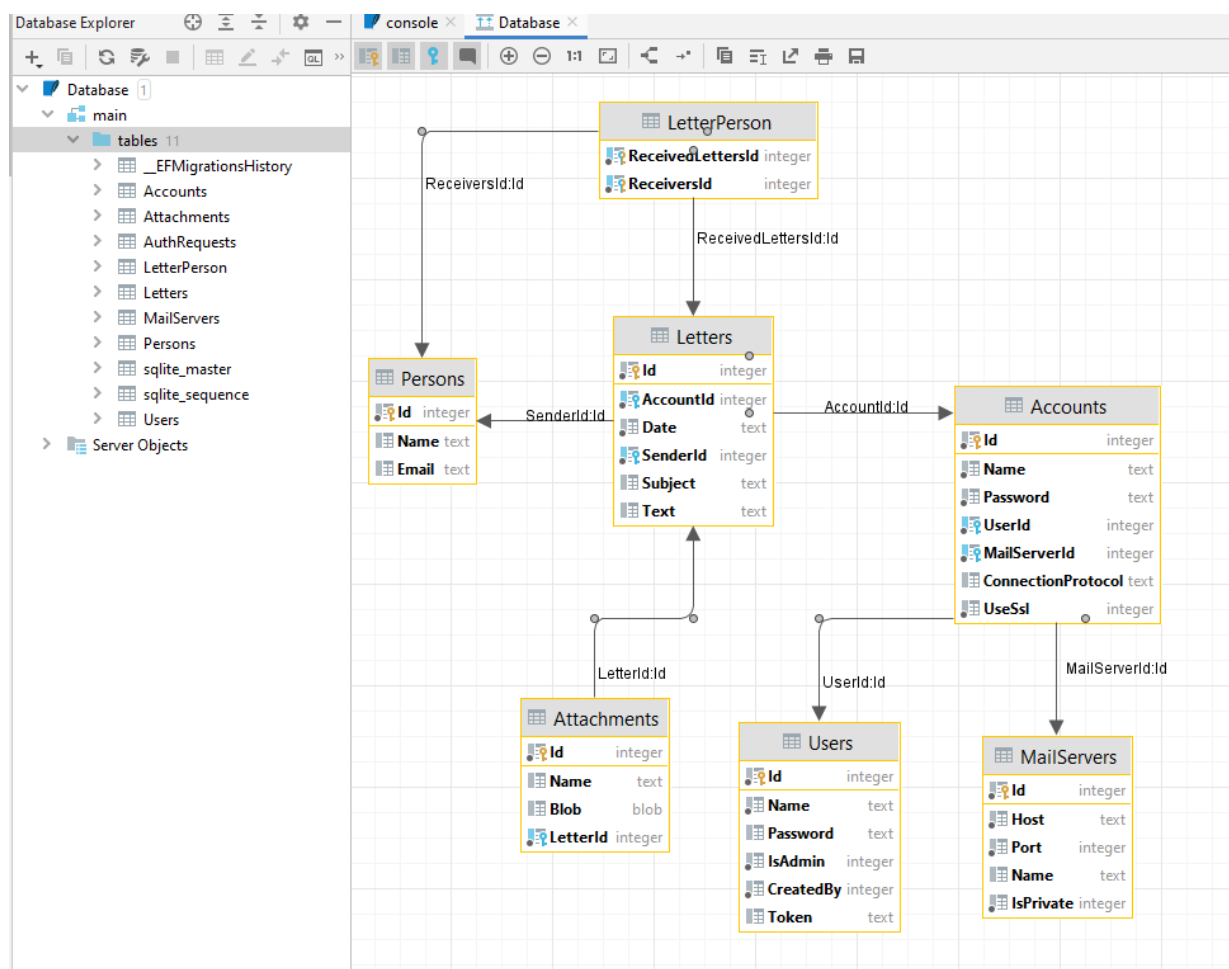 Database Explorer
console
Database
1:1
QL
Database 1
main
tables 11
__EFMigrationsHistory
Accounts
Attachments
AuthRequests
LetterPerson
Letters
MailServers
Persons
sqlite_master
sqlite_sequence
Users
Server Objects
LetterPerson
ReceivedLettersId integer
ReceiversId integer
ReceiversId:Id
ReceivedLettersId:Id
Letters
Id integer
AccountId integer
Date text
SenderId integer
Subject text
Text text
Persons
Id integer
Name text
Email text
SenderId:Id
AccountId:Id
Accounts
Id integer
Name text
Password text
UserId integer
MailServerId integer
ConnectionProtocol text
UseSsl integer
LetterId:Id
UserId:Id
MailServerId:Id
Attachments
Id integer
Name text
Blob blob
LetterId integer
Users
Id integer
Name text
Password text
IsAdmin integer
CreatedBy integer
Token text
MailServers
Id integer
Host text
Port integer
Name text
IsPrivate integer